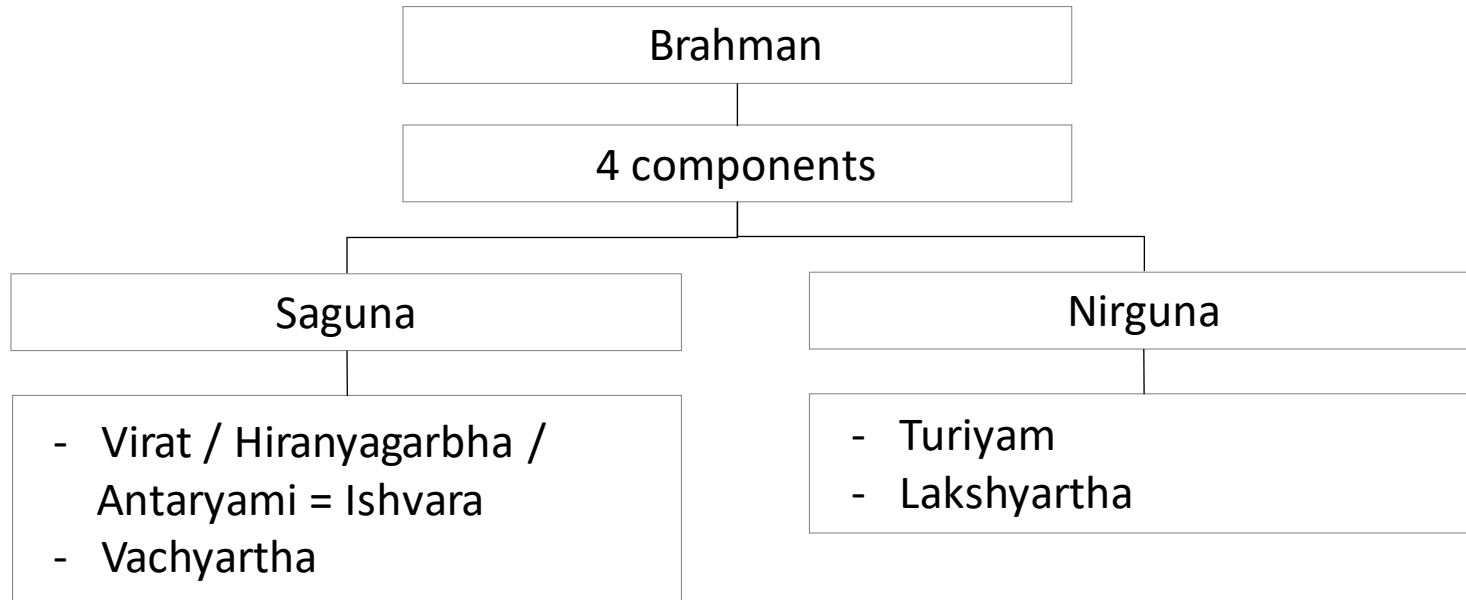 Brahman
4 components
Saguna
Nirguna
- Virat / Hiranyagarbha /
Antaryami = Ishvara
- Vachyartha
- Turiyam
- Lakshyartha